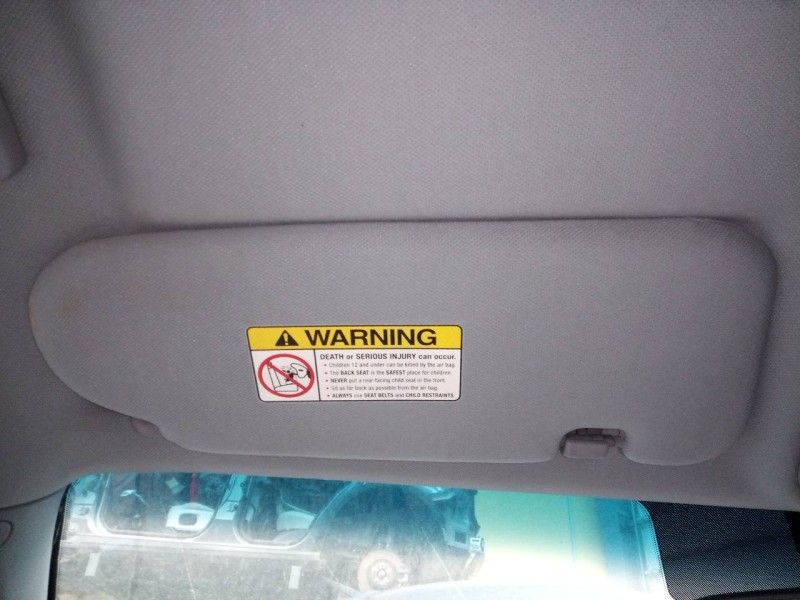 WARNING
DEATH or SERIOUS INJURY can occur.
• Children 12 and under can be killed by the air bag.
• The BACK SEAT is the SAFEST place for children.
• NEVER put a rear-facing child seat in the front.
• Sit as far back as possible from the air bag.
• ALWAYS use SEAT BELTS and CHILD RESTRAINTS.